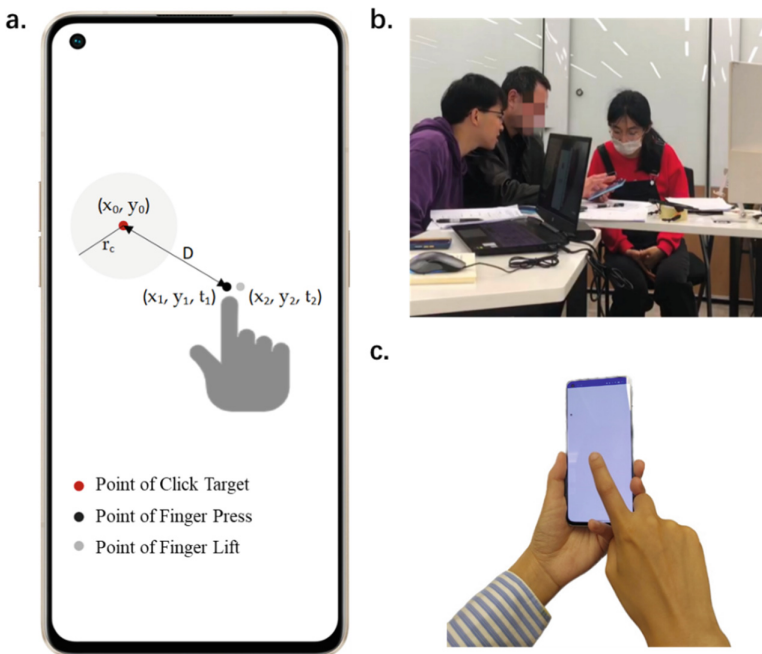 a.
(x₀, y₀)
r꜀
D
(x₁, y₁, t₁) (x₂, y₂, t₂)
Point of Click Target
Point of Finger Press
Point of Finger Lift
b.
c.